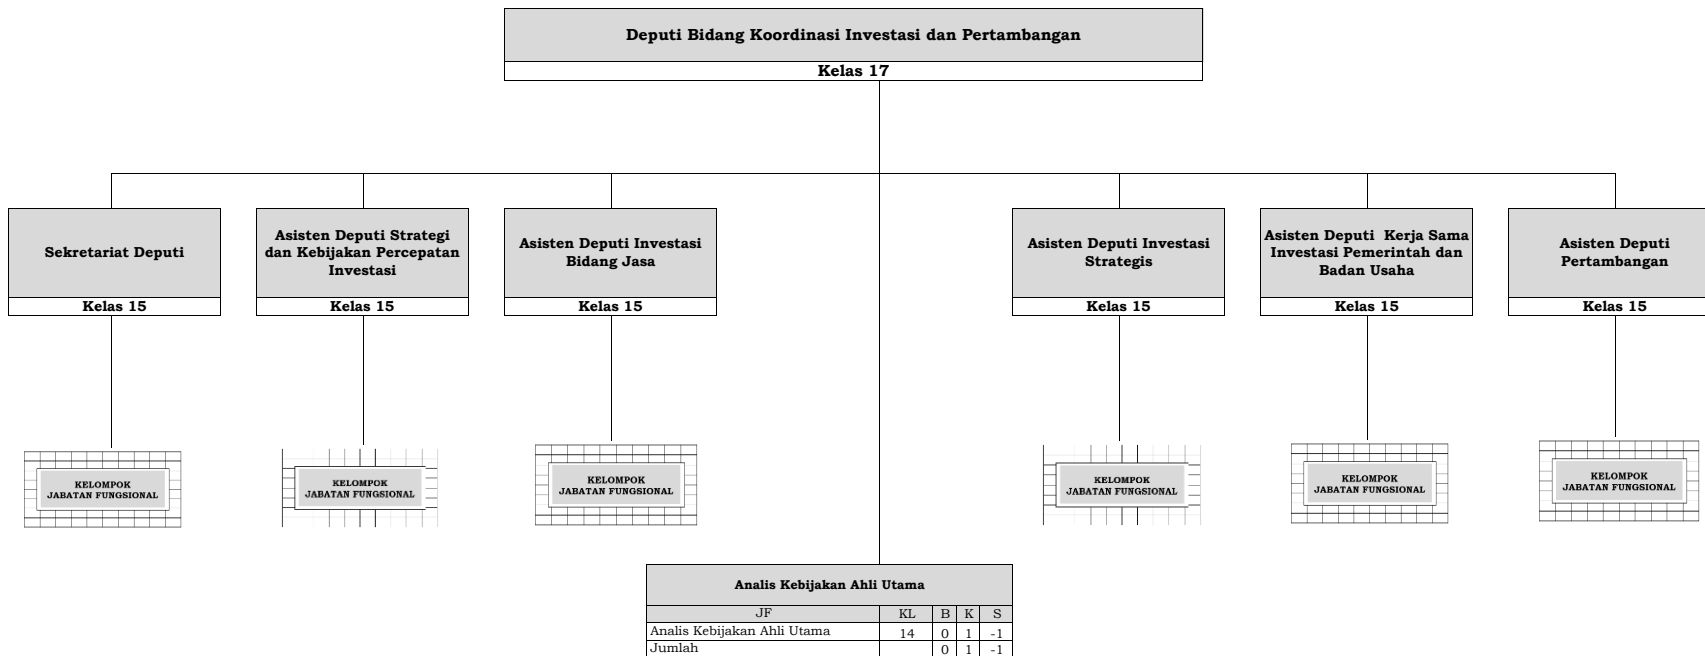 Deputi Bidang Koordinasi Investasi dan Pertambangan
Kelas 17
Sekretariat Deputi
Kelas 15
Asisten Deputi Strategi
dan Kebijakan Percepatan
Investasi
Kelas 15
Asisten Deputi Investasi
Bidang Jasa
Kelas 15
Asisten Deputi Investasi
Strategis
Kelas 15
Asisten Deputi  Kerja Sama
Investasi Pemerintah dan
Badan Usaha
Kelas 15
Asisten Deputi
Pertambangan
Kelas 15
KELOMPOK
JABATAN FUNGSIONAL
KELOMPOK
JABATAN FUNGSIONAL
KELOMPOK
JABATAN FUNGSIONAL
KELOMPOK
JABATAN FUNGSIONAL
KELOMPOK
JABATAN FUNGSIONAL
KELOMPOK
JABATAN FUNGSIONAL
Analis Kebijakan Ahli Utama
JF KL B K S
Analis Kebijakan Ahli Utama 14 0 1 -1
Jumlah 0 1 -1